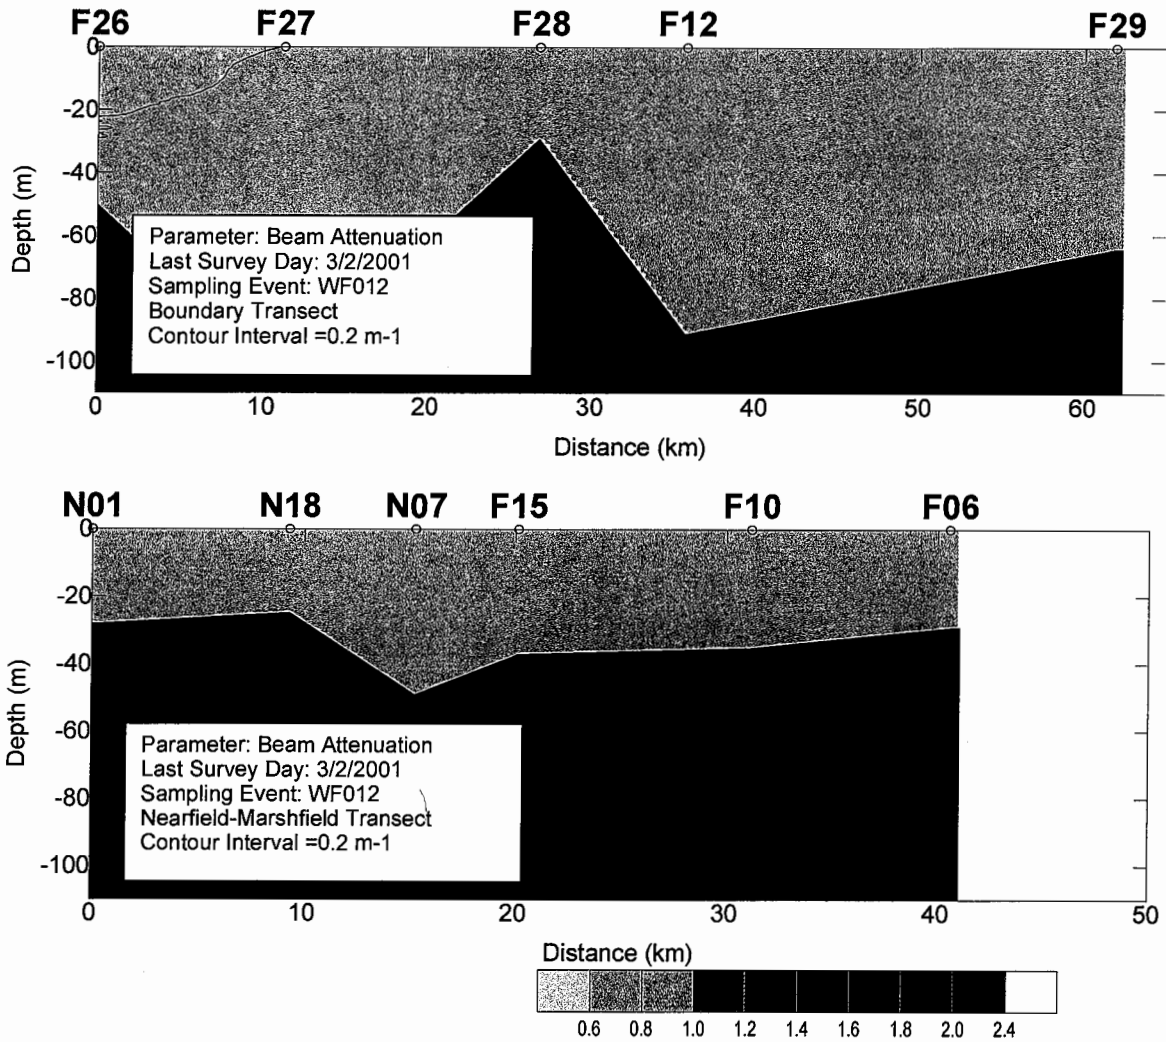 F26 F27 F28 F12 F29
0
-20
-40
-60
-80
-100
Depth (m)
Parameter: Beam Attenuation
Last Survey Day: 3/2/2001
Sampling Event: WF012
Boundary Transect
Contour Interval =0.2 m-1
0 10 20 30 40 50 60
Distance (km)
N01 N18 N07 F15 F10 F06
0
-20
-40
-60
-80
-100
Depth (m)
Parameter: Beam Attenuation
Last Survey Day: 3/2/2001
Sampling Event: WF012
Nearfield-Marshfield Transect
Contour Interval =0.2 m-1
0 10 20 30 40 50
Distance (km)
0.6 0.8 1.0 1.2 1.4 1.6 1.8 2.0 2.4